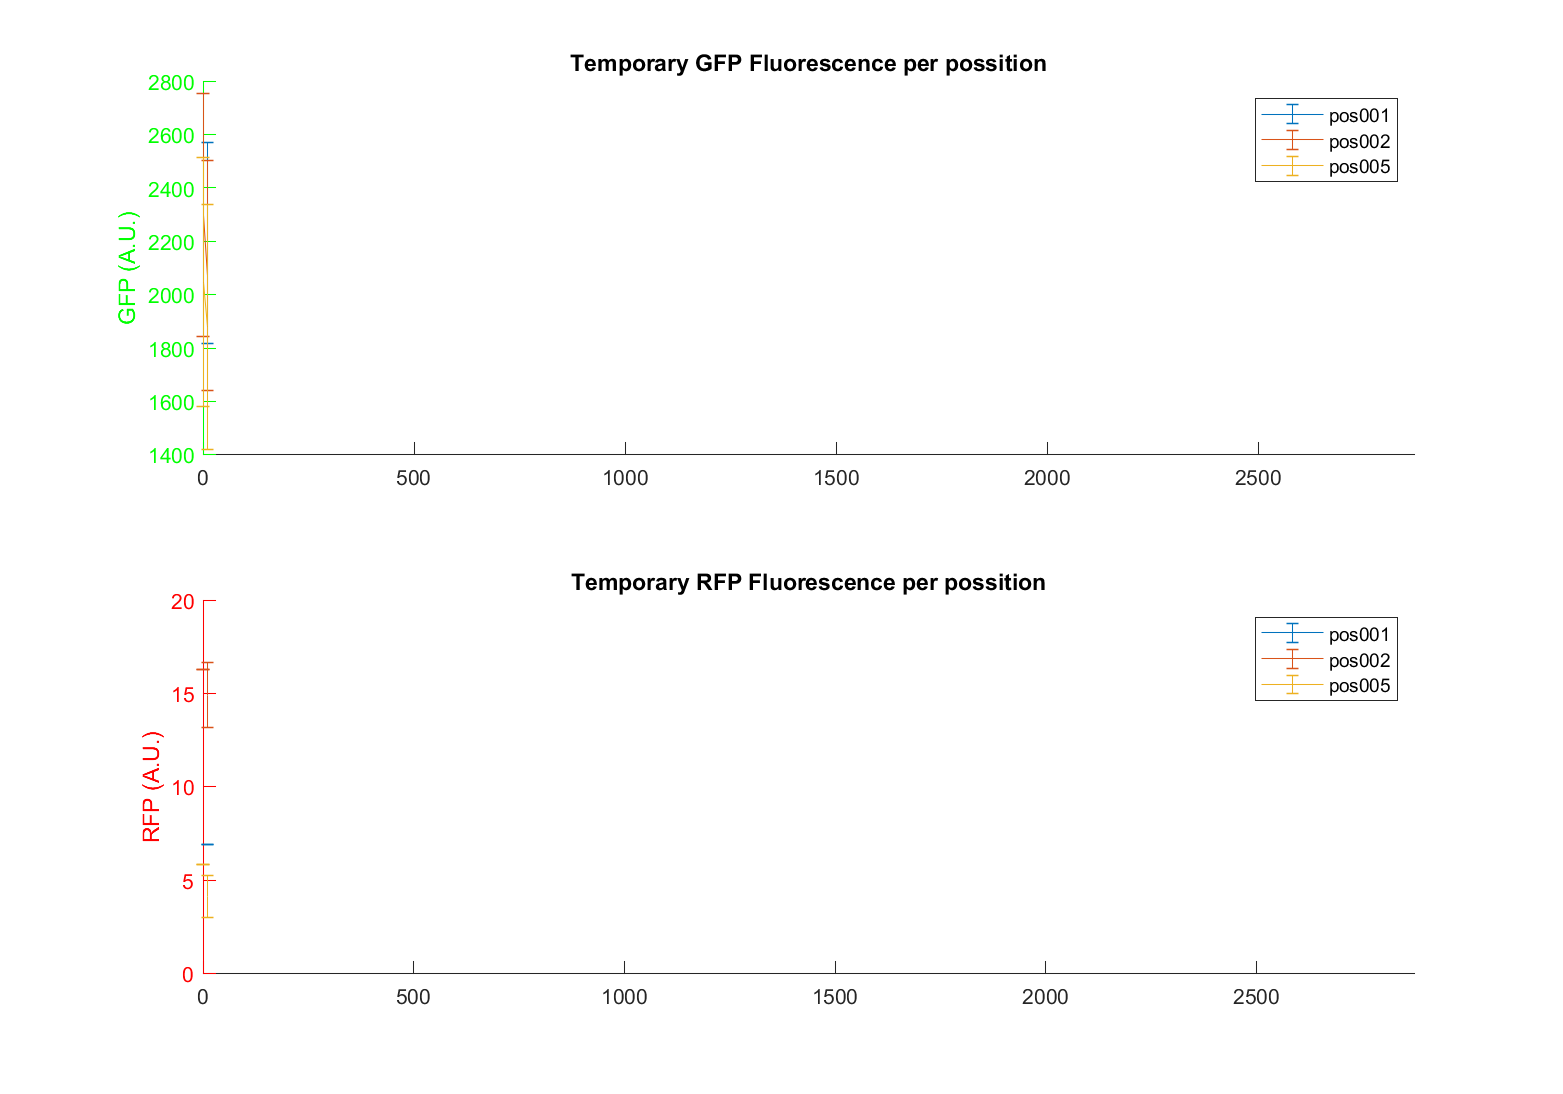 Temporary GFP Fluorescence per possition
2800
2600
2400
2200
2000
1800
1600
1400
GFP (A.U.)
pos001
pos002
pos005
0 500 1000 1500 2000 2500
Temporary RFP Fluorescence per possition
20
15
10
5
0
RFP (A.U.)
pos001
pos002
pos005
0 500 1000 1500 2000 2500